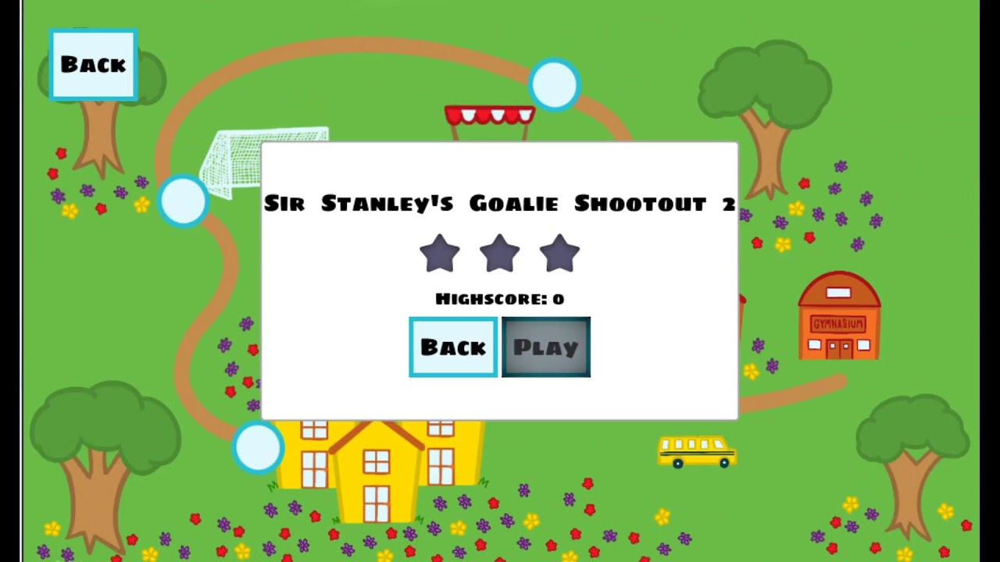 Back
Sir Stanley's Goalie Shootout 2
Highscore: 0
Back Play
GYMNASIUM